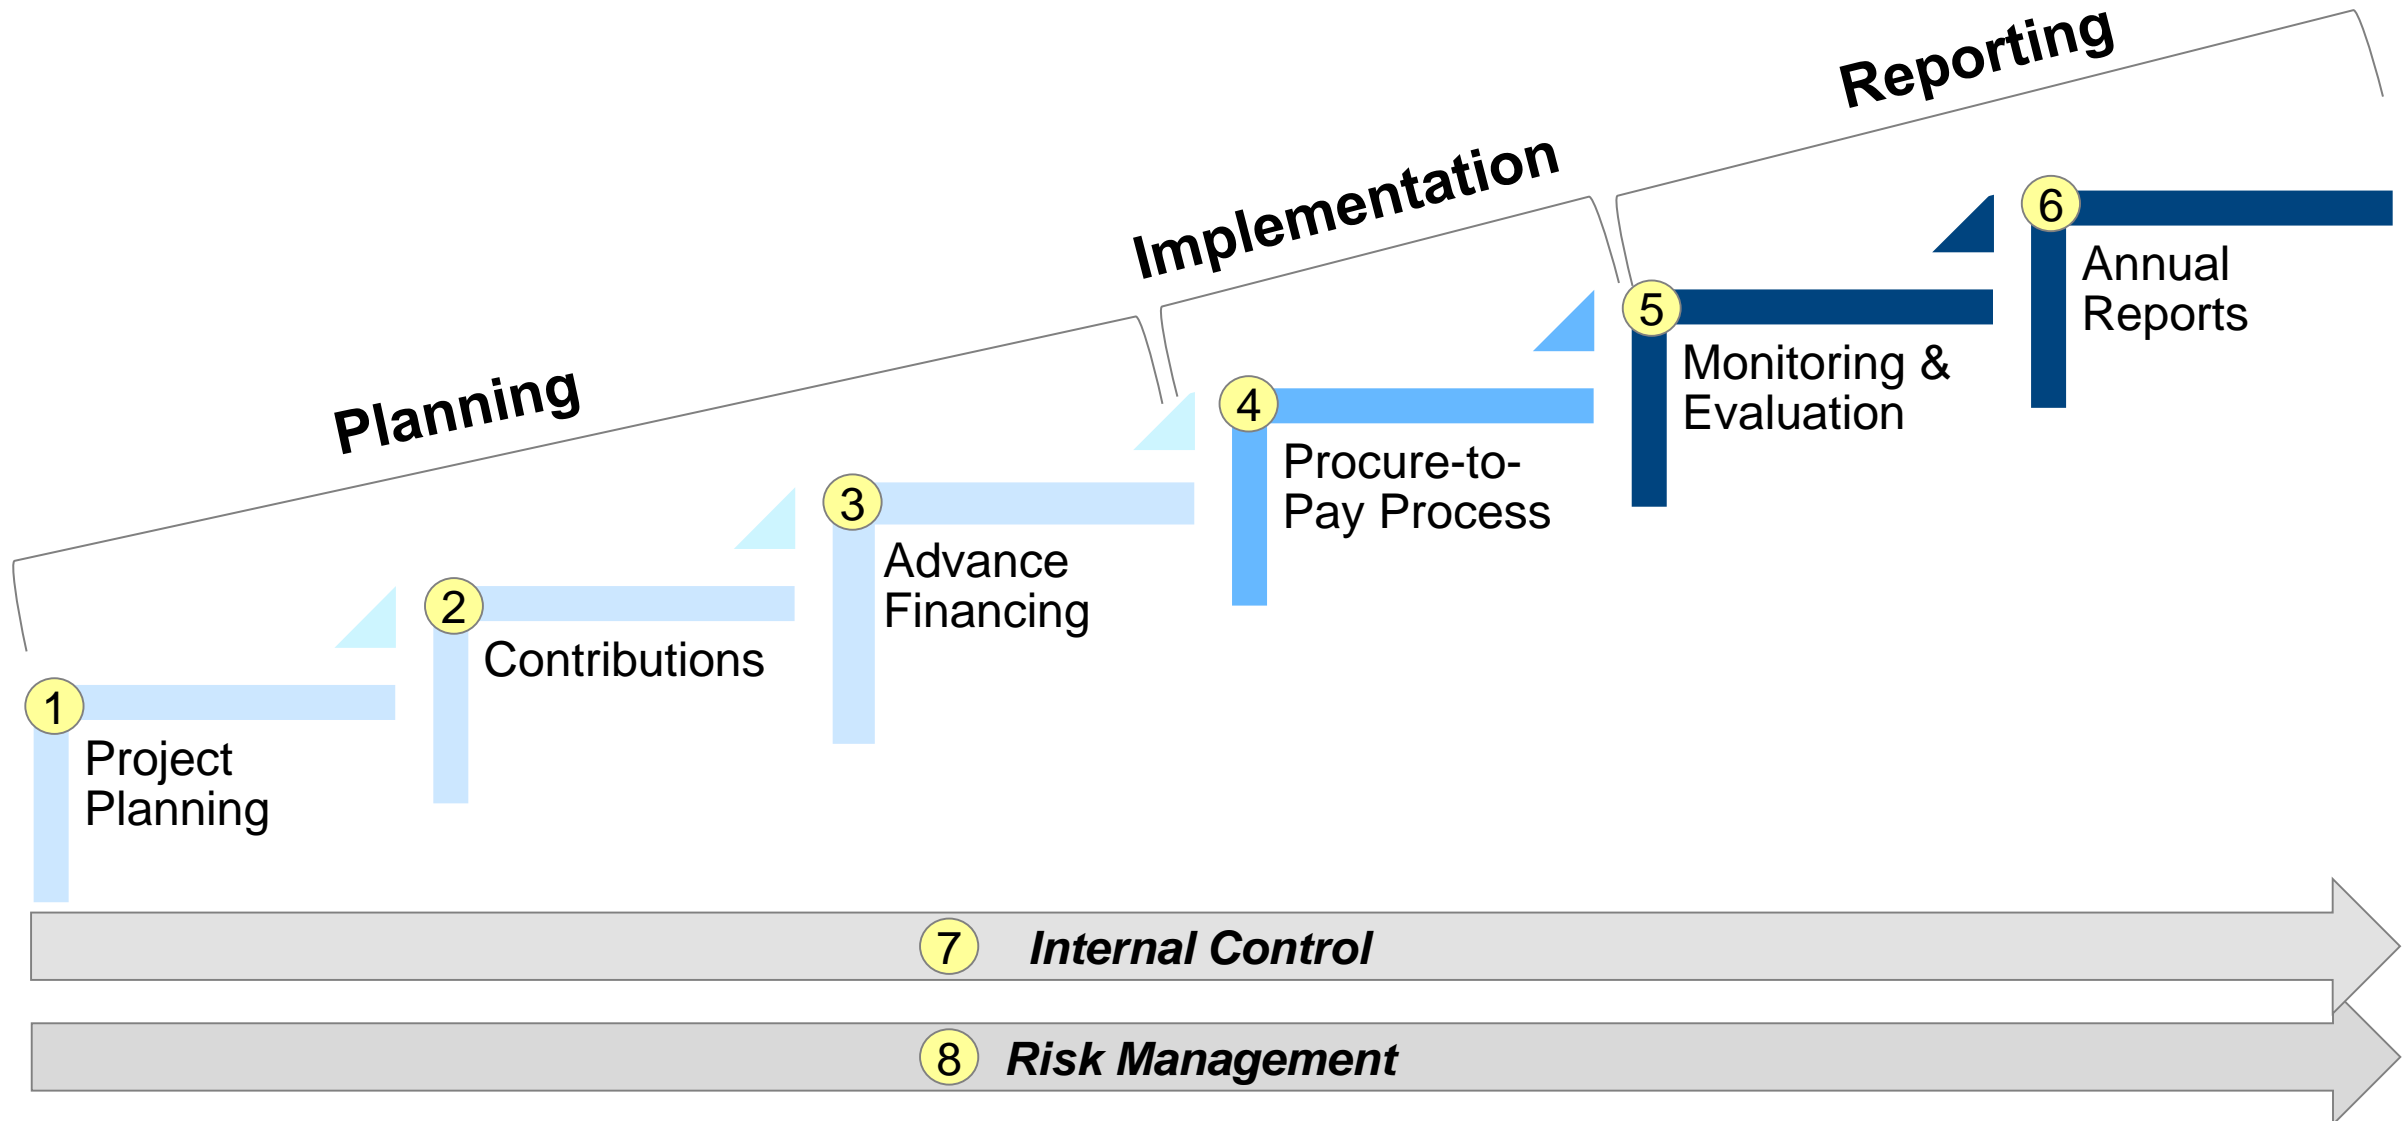 Reporting
Implementation
Planning
6
Annual
Reports
5
Monitoring &
Evaluation
4
Procure-to-
Pay Process
3
Advance
Financing
2
Contributions
1
Project
Planning
7 Internal Control
8 Risk Management